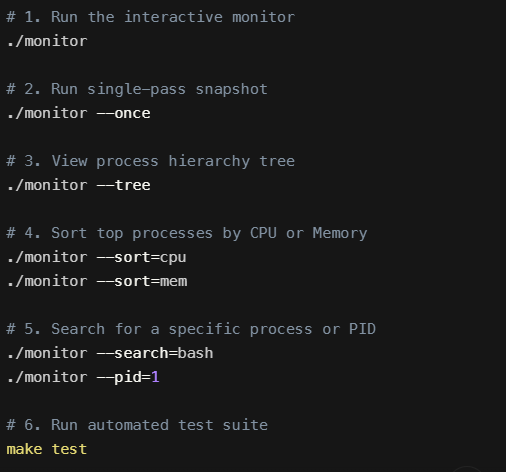 # 1. Run the interactive monitor
./monitor
# 2. Run single-pass snapshot
./monitor --once
# 3. View process hierarchy tree
./monitor --tree
# 4. Sort top processes by CPU or Memory
./monitor --sort=cpu
./monitor --sort=mem
# 5. Search for a specific process or PID
./monitor --search=bash
./monitor --pid=1
# 6. Run automated test suite
make test